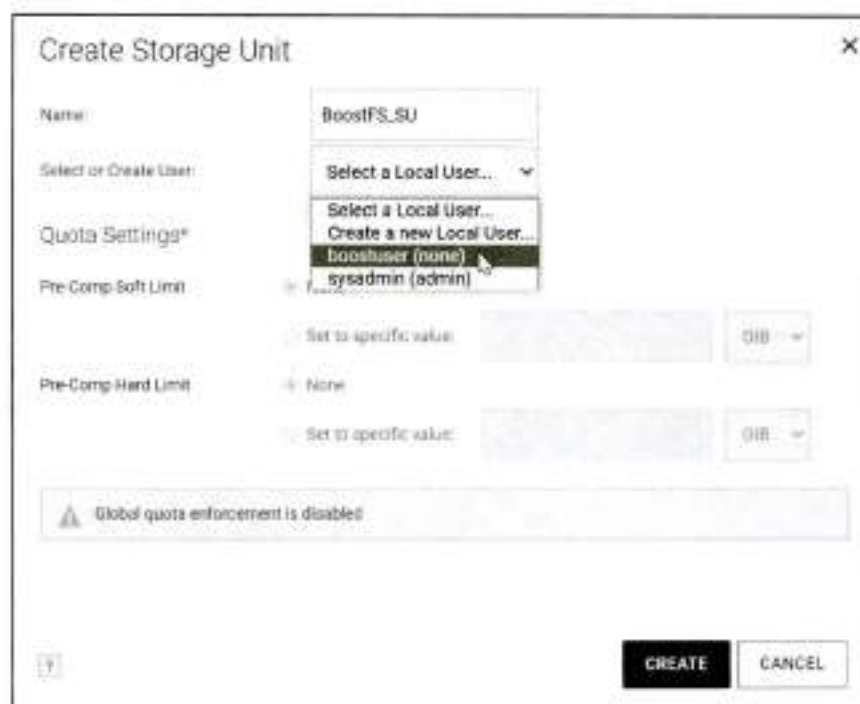 Create Storage Unit
Name:
BoostFS_SU
Select or Create User:
Select a Local User...
Select a Local User...
Create a new Local User...
boostuser (none)
sysadmin (admin)
Quota Settings*
Pre-Comp Soft Limit
Set to specific value:
GIB
Pre-Comp Hard Limit
None
Set to specific value:
GIB
Global quota enforcement is disabled
?
CREATE
CANCEL